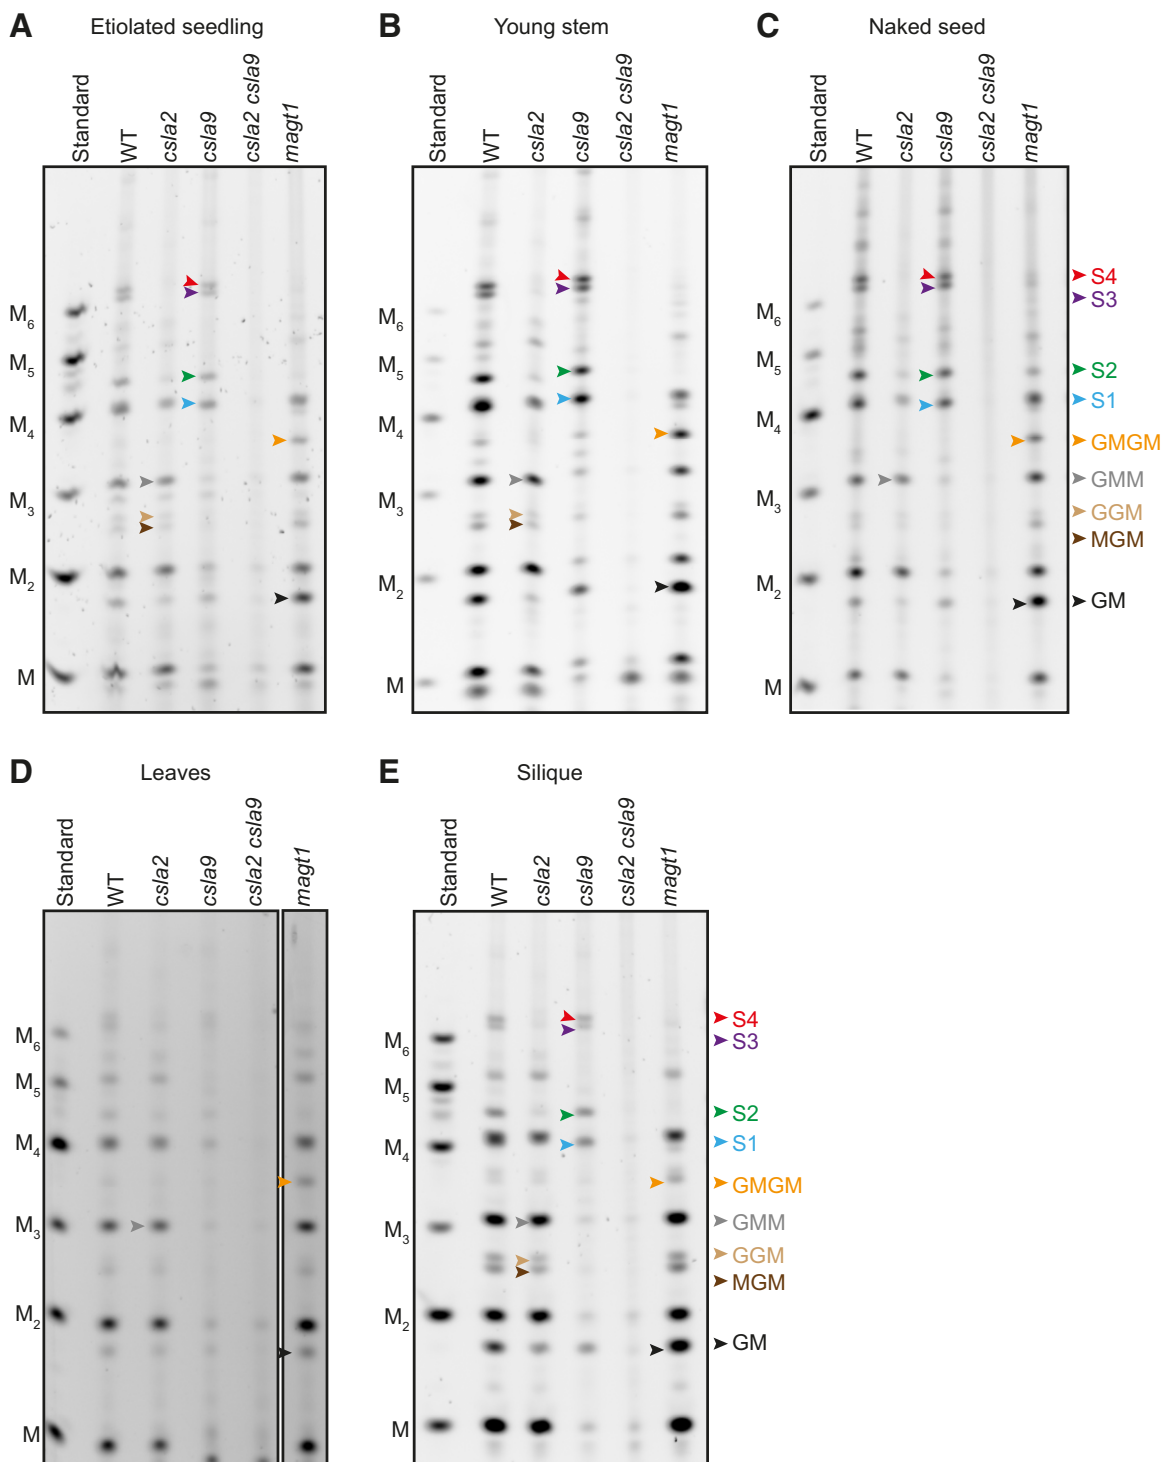 A Etiolated seedling
Standard WT csla2 csla9 csla2 csla9 magt1
M6
M5
M4
M3
M2
M
B Young stem
Standard WT csla2 csla9 csla2 csla9 magt1
M6
M5
M4
M3
M2
M
C Naked seed
Standard WT csla2 csla9 csla2 csla9 magt1
M6
M5
M4
M3
M2
M
S4
S3
S2
S1
GMGM
GMM
GGM
MGM
GM
D Leaves
Standard WT csla2 csla9 csla2 csla9 magt1
M6
M5
M4
M3
M2
M
E Silique
Standard WT csla2 csla9 csla2 csla9 magt1
M6
M5
M4
M3
M2
M
S4
S3
S2
S1
GMGM
GMM
GGM
MGM
GM